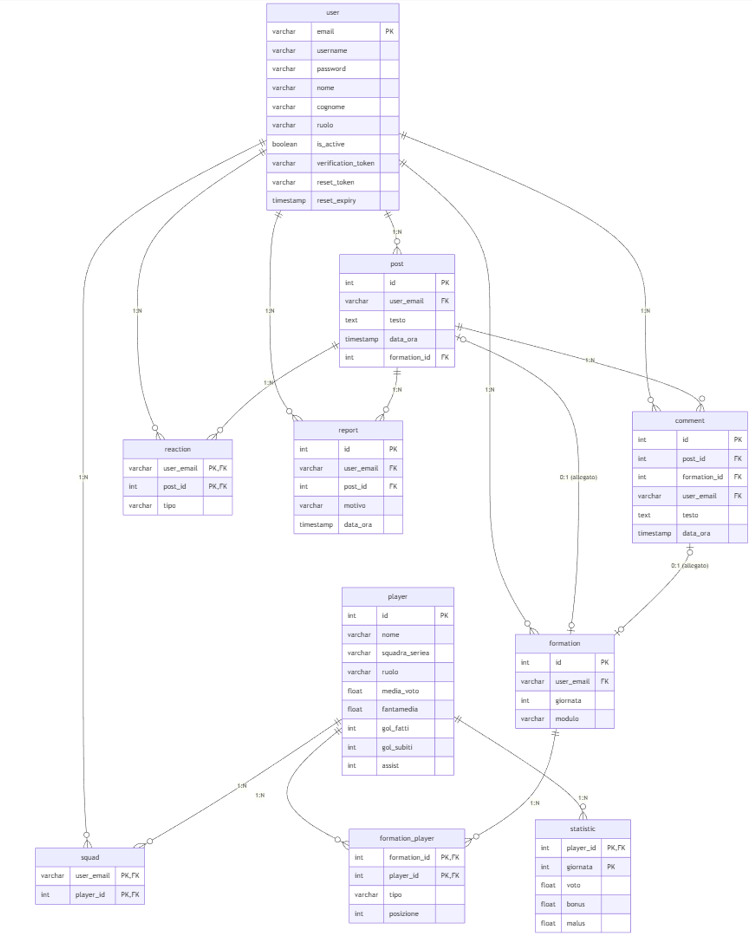 user
varchar email PK
varchar username
varchar password
varchar nome
varchar cognome
varchar ruolo
boolean is_active
varchar verification_token
varchar reset_token
timestamp reset_expiry
1:N
post
int id PK
varchar user_email FK
text testo
timestamp data_ora
int formation_id FK
1:N
1:N
1:N
1:N
1:N
1:N
1:N
reaction
varchar user_email PK,FK
int post_id PK,FK
varchar tipo
report
int id PK
varchar user_email FK
int post_id FK
varchar motivo
timestamp data_ora
comment
int id PK
int post_id FK
int formation_id FK
varchar user_email FK
text testo
timestamp data_ora
1:N
0:1 (allegato)
0:1 (allegato)
player
int id PK
varchar nome
varchar squadra_seriea
varchar ruolo
float media_voto
float fantamedia
int gol_fatti
int gol_subiti
int assist
formation
int id PK
varchar user_email FK
int giornata
varchar modulo
1:N
1:N
1:N
1:N
squad
varchar user_email PK,FK
int player_id PK,FK
formation_player
int formation_id PK,FK
int player_id PK,FK
varchar tipo
int posizione
statistic
int player_id PK,FK
int giornata PK
float voto
float bonus
float malus